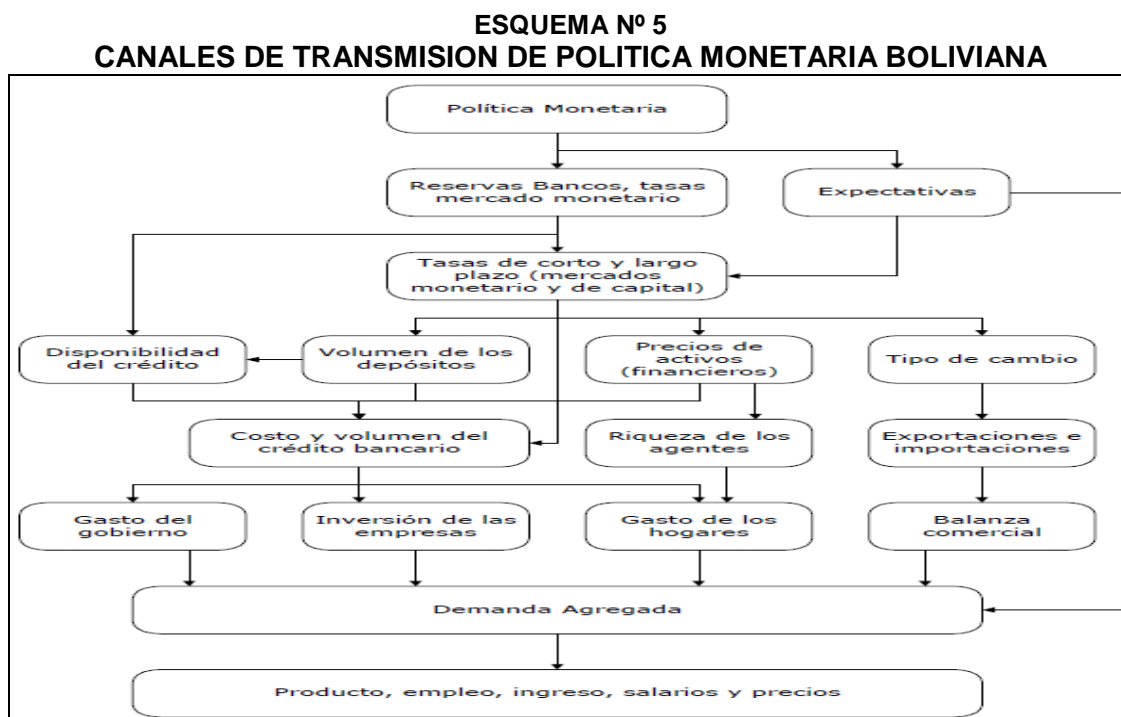 ESQUEMA Nº 5
CANALES DE TRANSMISION DE POLITICA MONETARIA BOLIVIANA
Política Monetaria
Reservas Bancos, tasas
mercado monetario
Expectativas
Tasas de corto y largo
plazo (mercados
monetario y de capital)
Disponibilidad
del crédito
Volumen de los
depósitos
Precios de
activos
(financieros)
Tipo de cambio
Costo y volumen del
crédito bancario
Riqueza de los
agentes
Exportaciones e
importaciones
Gasto del
gobierno
Inversión de las
empresas
Gasto de los
hogares
Balanza
comercial
Demanda Agregada
Producto, empleo, ingreso, salarios y precios